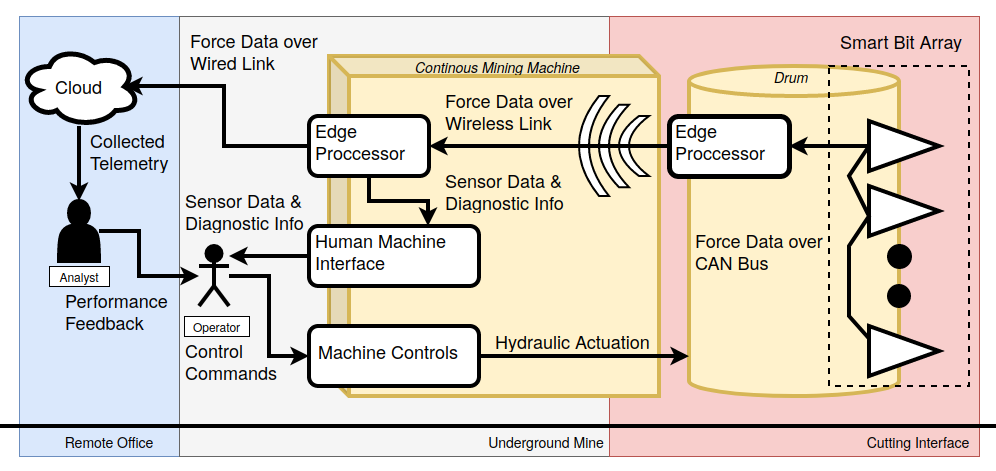 Force Data over
Wired Link
Smart Bit Array
Continous Mining Machine
Drum
Cloud
Force Data over
Wireless Link
Edge
Proccessor
Edge
Proccessor
Collected
Telemetry
Sensor Data &
Diagnostic Info
Sensor Data &
Diagnostic Info
Human Machine
Interface
Force Data over
CAN Bus
Analyst
Performance
Feedback
Operator
Control
Commands
Machine Controls
Hydraulic Actuation
Remote Office
Underground Mine
Cutting Interface